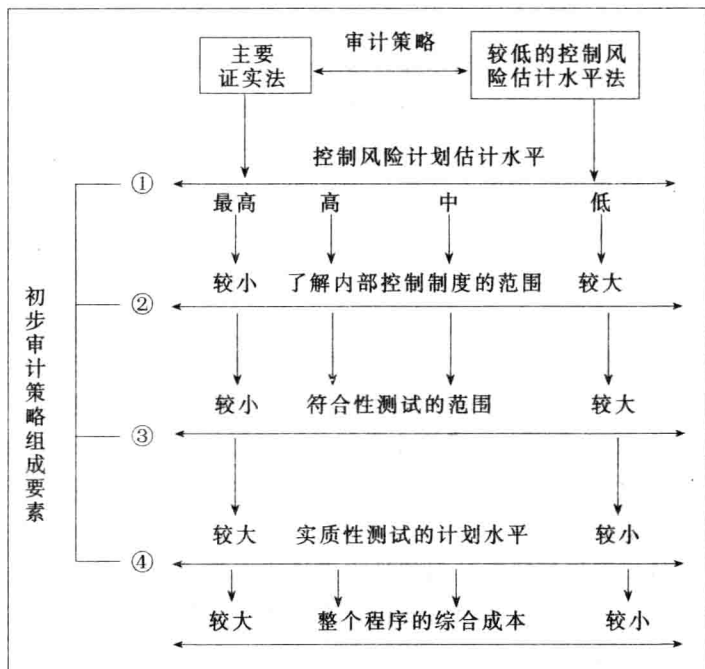 审计策略
主要
证实法
较低的控制风
险估计水平法
控制风险计划估计水平
①
最高 高 中 低
较小 了解内部控制制度的范围 较大
②
较小 符合性测试的范围 较大
③
较大 实质性测试的计划水平 较小
④
较大 整个程序的综合成本 较小
初步审计策略组成要素